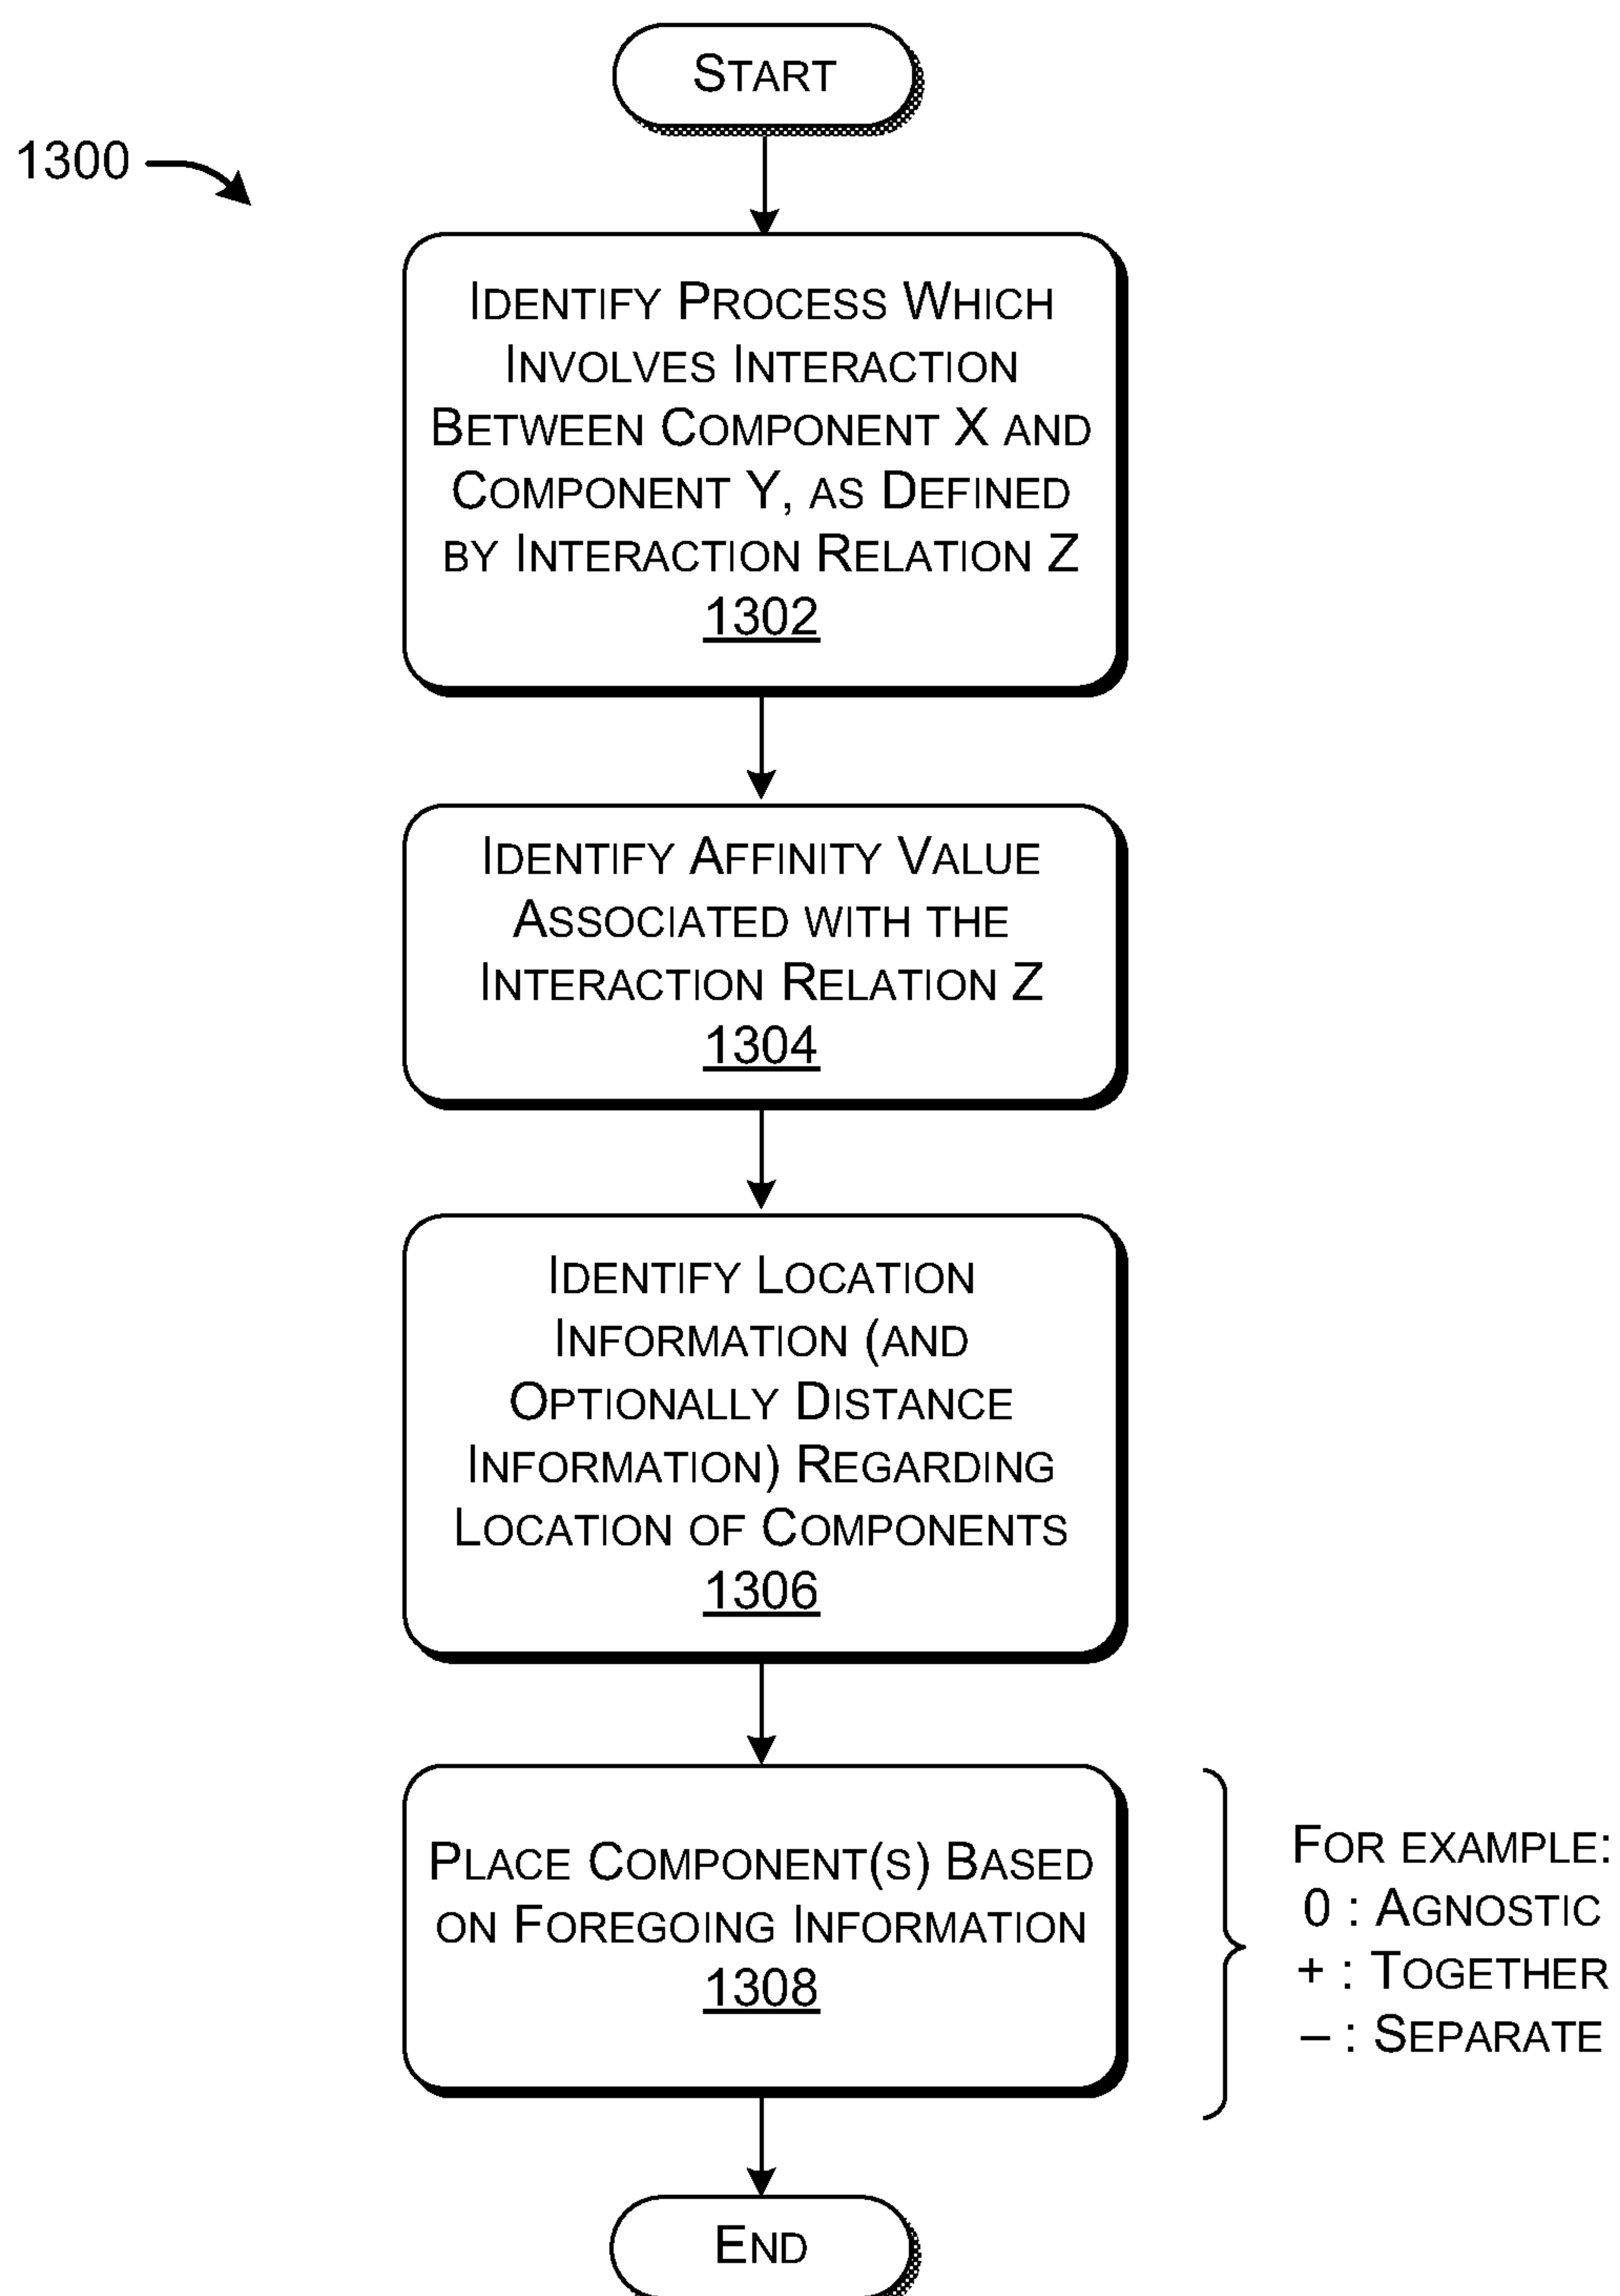 START
1300
IDENTIFY PROCESS WHICH
INVOLVES INTERACTION
BETWEEN COMPONENT X AND
COMPONENT Y, AS DEFINED
BY INTERACTION RELATION Z
1302
IDENTIFY AFFINITY VALUE
ASSOCIATED WITH THE
INTERACTION RELATION Z
1304
IDENTIFY LOCATION
INFORMATION (AND
OPTIONALLY DISTANCE
INFORMATION) REGARDING
LOCATION OF COMPONENTS
1306
PLACE COMPONENT(S) BASED
ON FOREGOING INFORMATION
1308
FOR EXAMPLE:
0 : AGNOSTIC
+ : TOGETHER
– : SEPARATE
END